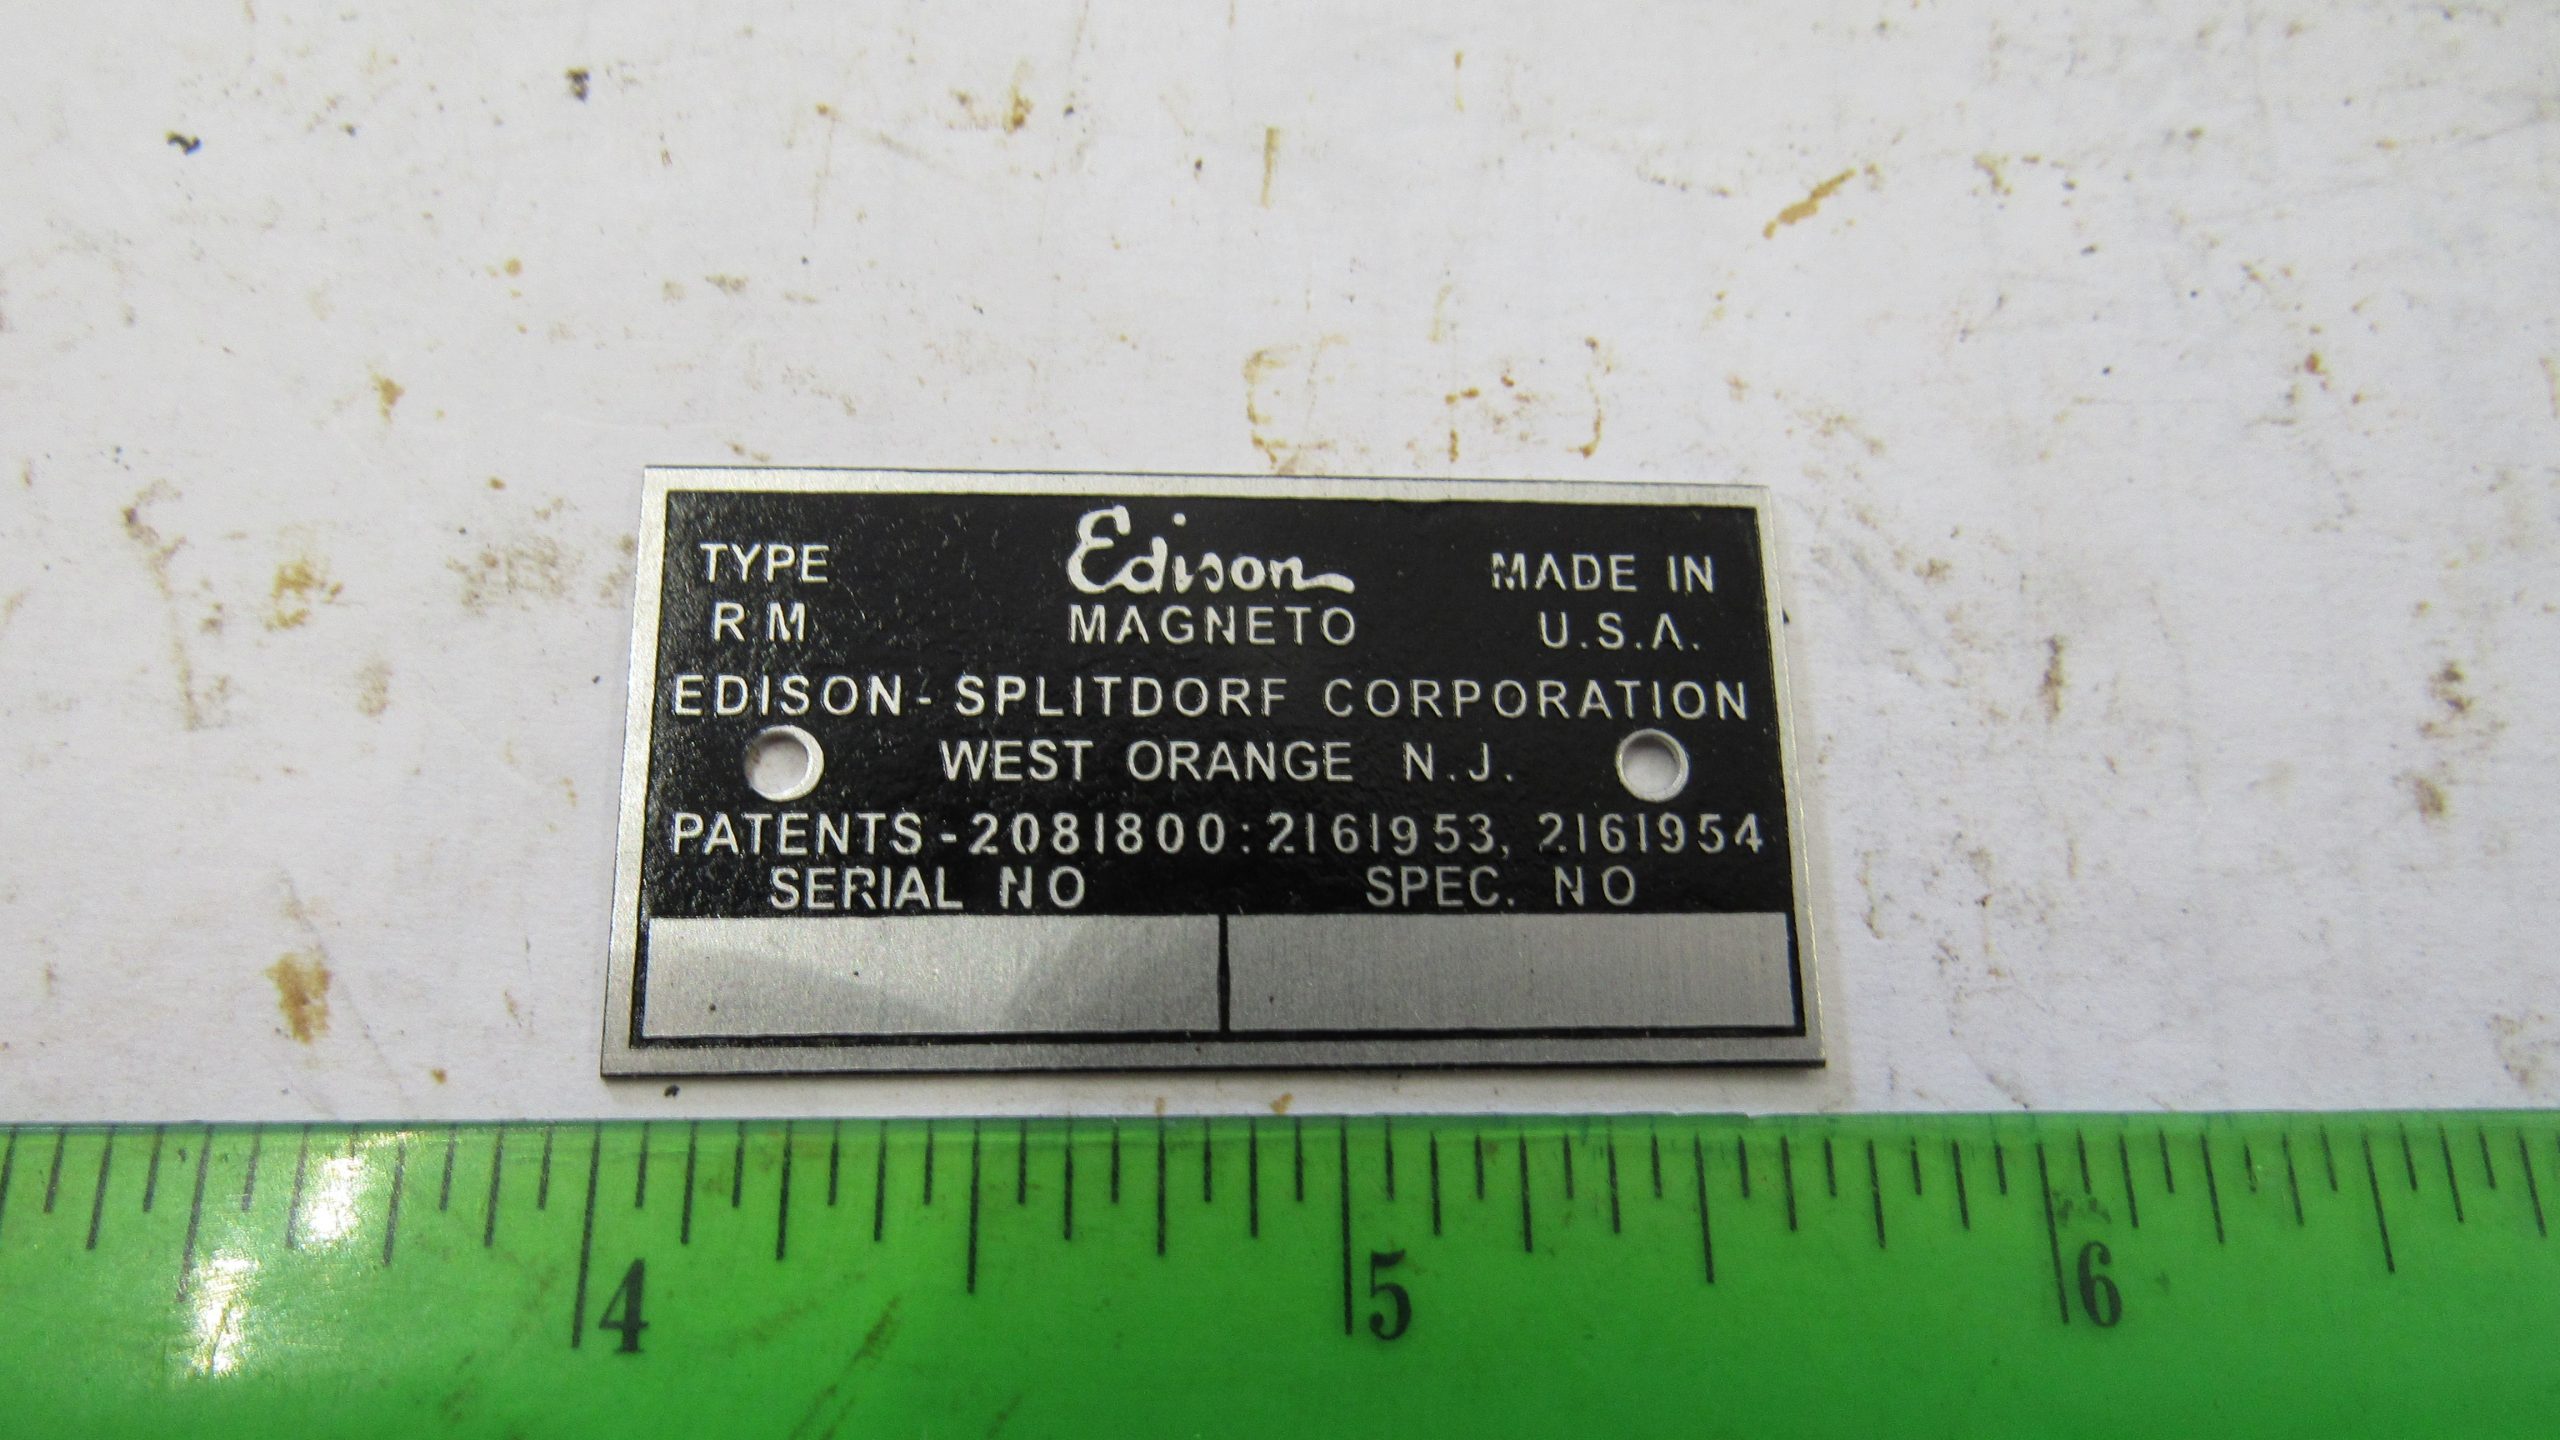 TYPE Edison MADE IN
RM MAGNETO U.S.A.
EDISON-SPLITDORF CORPORATION
WEST ORANGE N.J.
PATENTS-2081800:2161953, 2161954
SERIAL NO SPEC. NO
4 5 6